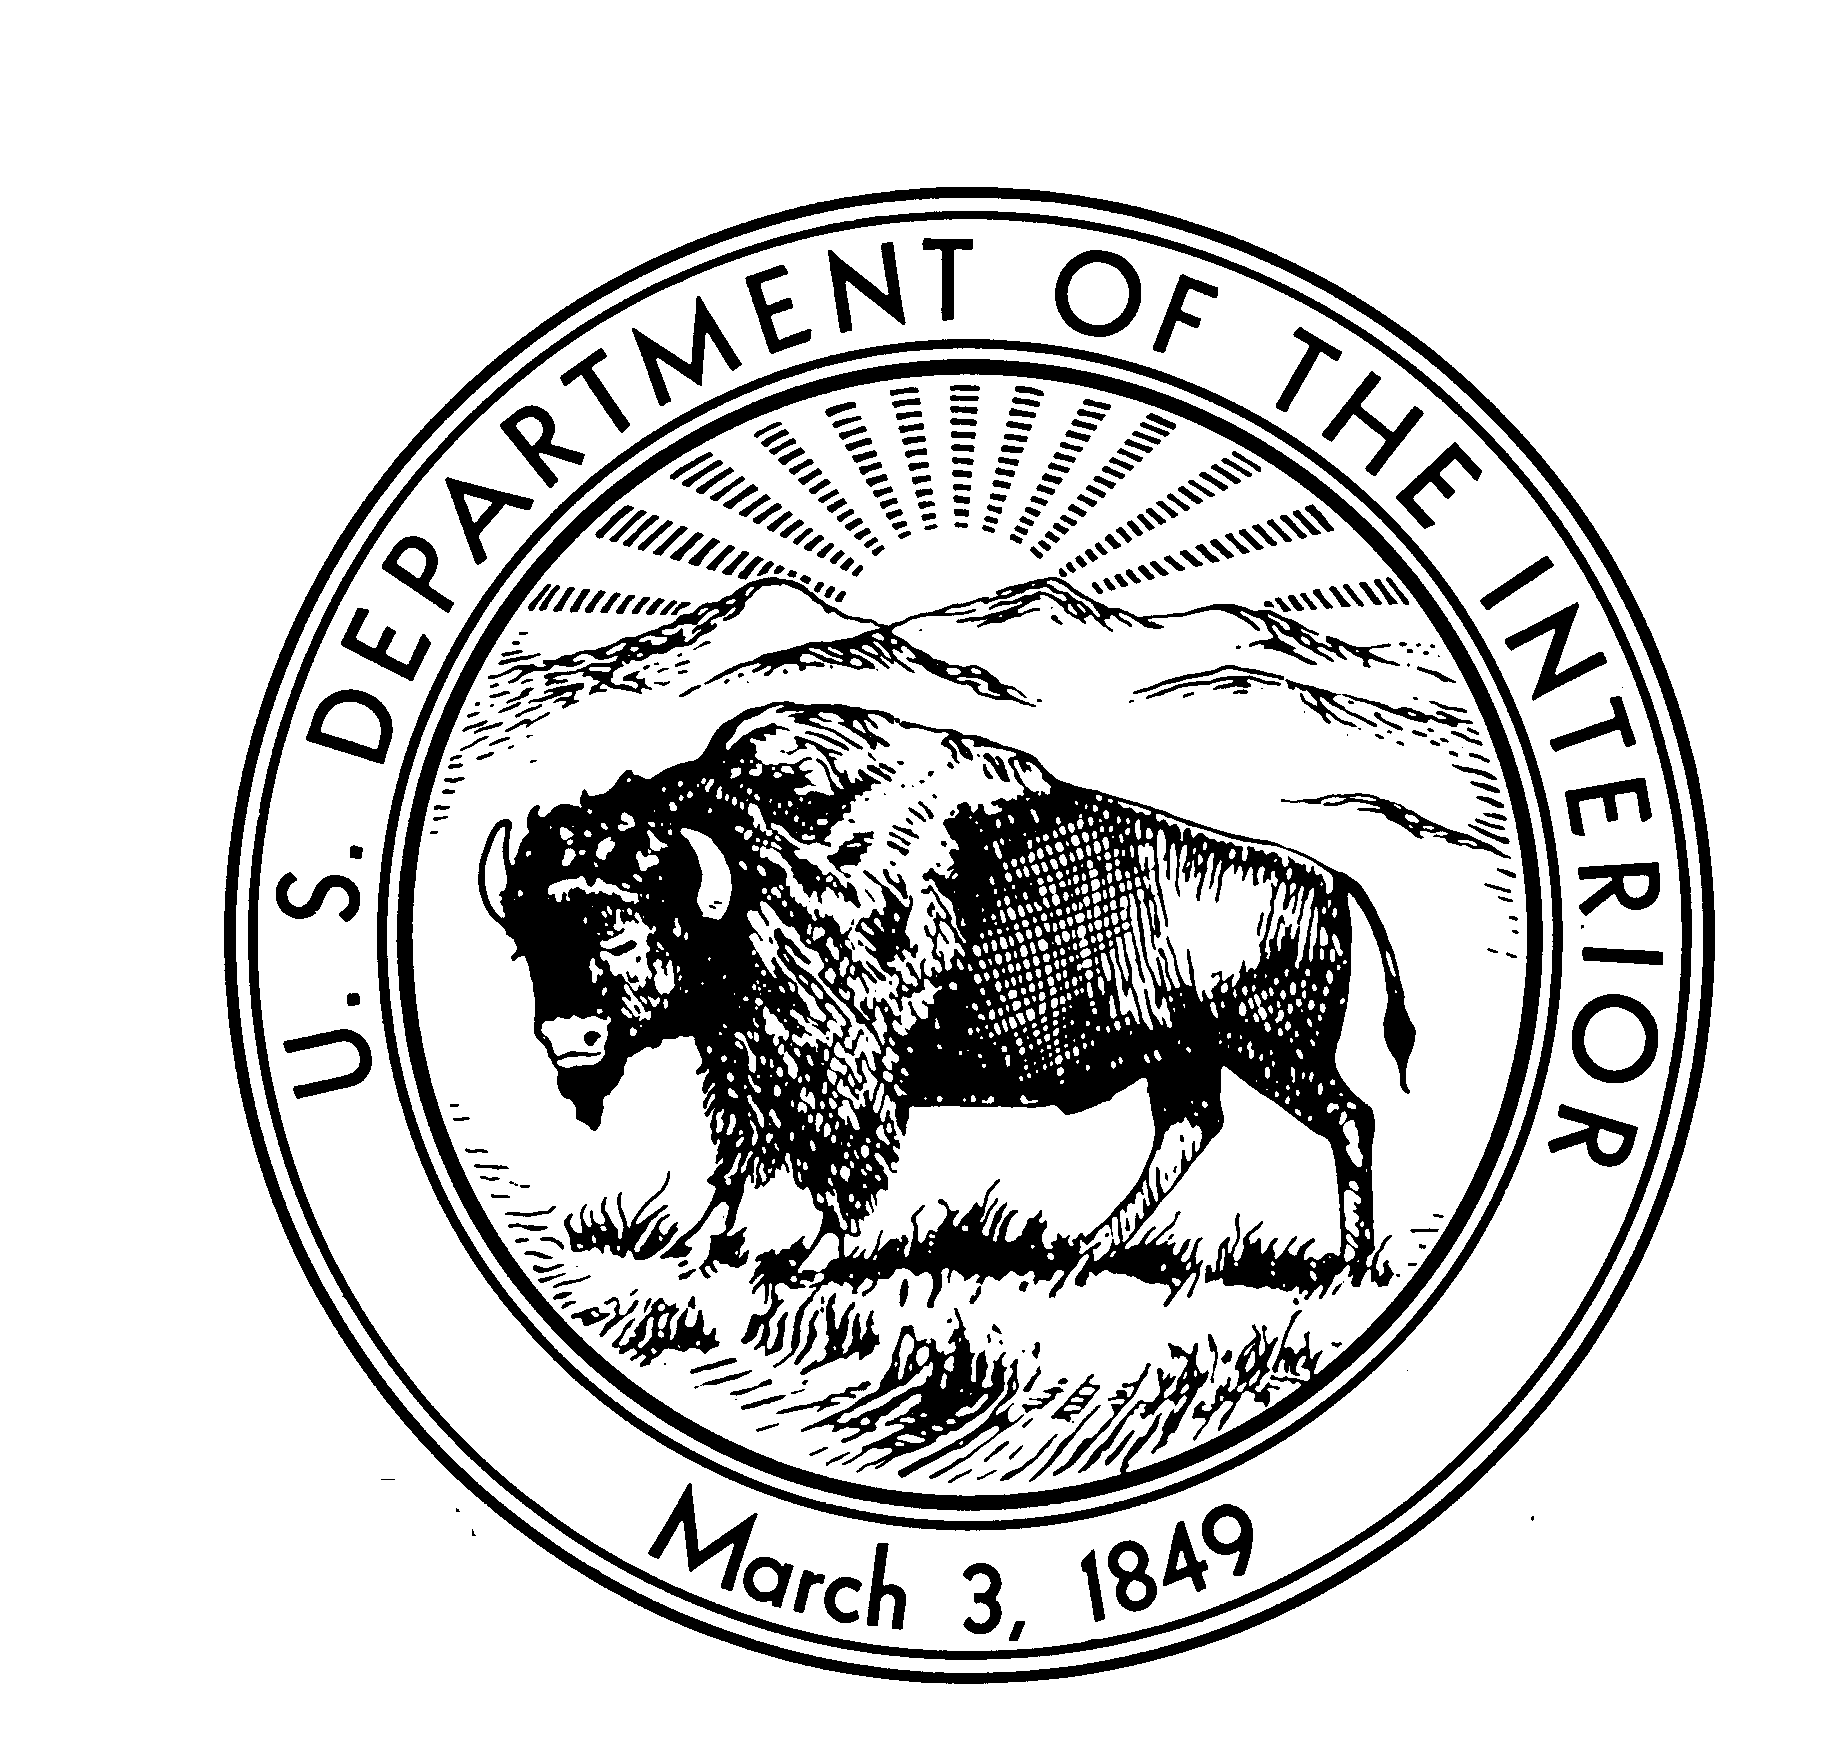 U. S. DEPARTMENT OF THE INTERIOR
March 3, 1849